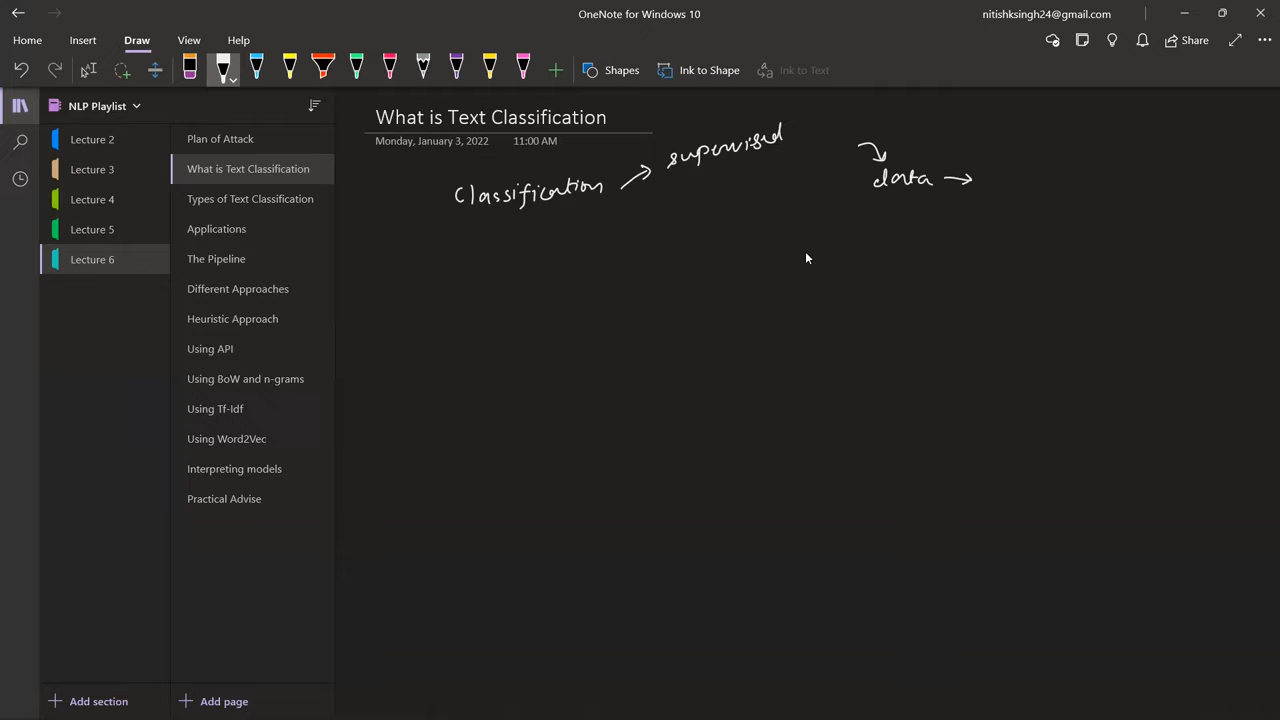 OneNote for Windows 10
nitishksingh24@gmail.com
Home Insert Draw View Help
Share
Shapes Ink to Shape Ink to Text
NLP Playlist
Lecture 2
Lecture 3
Lecture 4
Lecture 5
Lecture 6
Plan of Attack
What is Text Classification
Types of Text Classification
Applications
The Pipeline
Different Approaches
Heuristic Approach
Using API
Using BoW and n-grams
Using Tf-Idf
Using Word2Vec
Interpreting models
Practical Advise
Add section
Add page
What is Text Classification
Monday, January 3, 2022 11:00 AM
Classification → supervised
data →